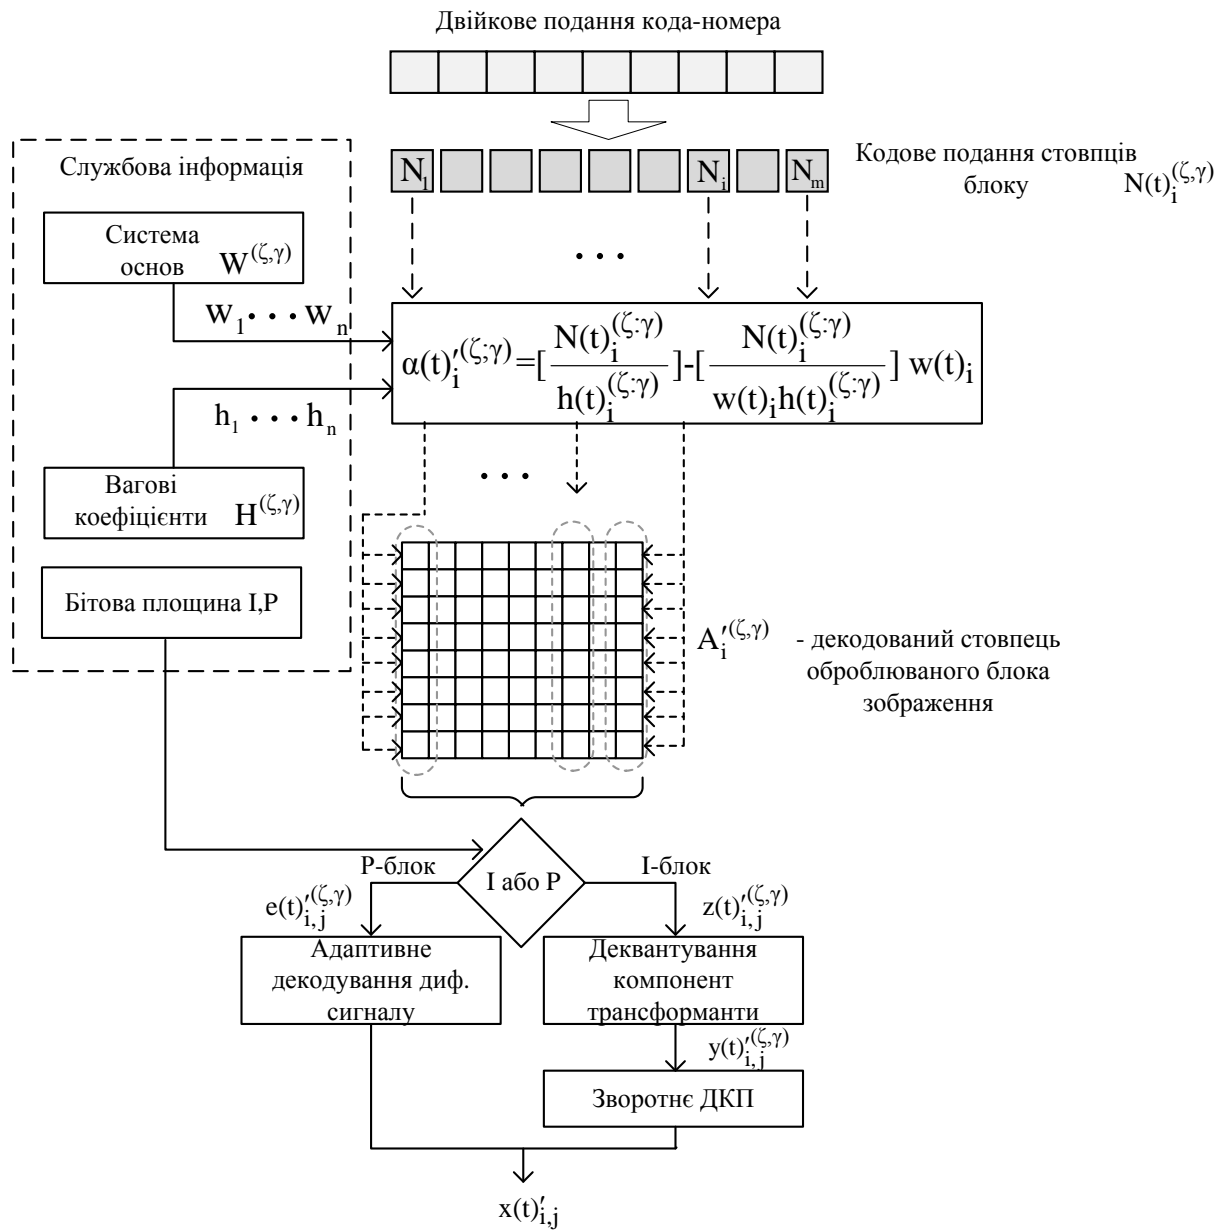 Двійкове подання кода-номера
N₁ Nᵢ Nₘ
Кодове подання стовпців
блоку N(t)ᵢ^(ζ,γ)
Службова інформація
Система
основ W^(ζ,γ)
w₁ • • • wₙ
α(t)′ᵢ^(ζ;γ)=[N(t)ᵢ^(ζ:γ)/h(t)ᵢ^(ζ:γ)]-[N(t)ᵢ^(ζ:γ)/w(t)ᵢh(t)ᵢ^(ζ:γ)] w(t)ᵢ
h₁ • • • hₙ
Вагові
коефіцієнти H^(ζ,γ)
Бітова площина I,P
A′ᵢ^(ζ,γ) - декодований стовпець
оброблюваного блока
зображення
P-блок
I або P
I-блок
e(t)′_{i,j}^(ζ,γ)
z(t)′_{i,j}^(ζ,γ)
Адаптивне
декодування диф.
сигналу
Деквантування
компонент
трансформанти
y(t)′_{i,j}^(ζ,γ)
Зворотнє ДКП
x(t)′_{i,j}